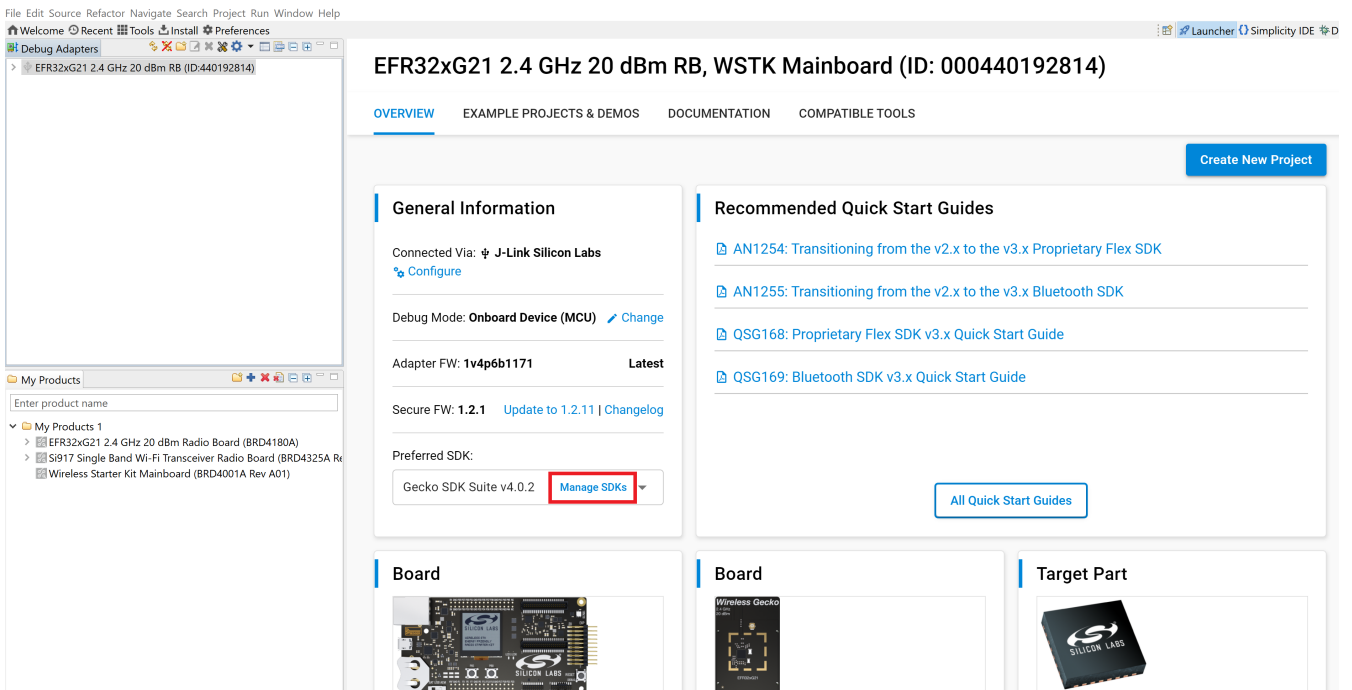 File Edit Source Refactor Navigate Search Project Run Window Help
Welcome Recent Tools Install Preferences
Launcher Simplicity IDE D
Debug Adapters
EFR32xG21 2.4 GHz 20 dBm RB (ID:440192814)
EFR32xG21 2.4 GHz 20 dBm RB, WSTK Mainboard (ID: 000440192814)
OVERVIEW EXAMPLE PROJECTS & DEMOS DOCUMENTATION COMPATIBLE TOOLS
Create New Project
General Information
Connected Via: J-Link Silicon Labs
Configure
Debug Mode: Onboard Device (MCU) Change
Adapter FW: 1v4p6b1171 Latest
Secure FW: 1.2.1 Update to 1.2.11 | Changelog
Preferred SDK:
Gecko SDK Suite v4.0.2 Manage SDKs
Recommended Quick Start Guides
AN1254: Transitioning from the v2.x to the v3.x Proprietary Flex SDK
AN1255: Transitioning from the v2.x to the v3.x Bluetooth SDK
QSG168: Proprietary Flex SDK v3.x Quick Start Guide
QSG169: Bluetooth SDK v3.x Quick Start Guide
All Quick Start Guides
My Products
Enter product name
My Products 1
EFR32xG21 2.4 GHz 20 dBm Radio Board (BRD4180A)
Si917 Single Band Wi-Fi Transceiver Radio Board (BRD4325A Re
Wireless Starter Kit Mainboard (BRD4001A Rev A01)
Board
SILICON LABS
SILICON LABS
Board
Wireless Gecko
2.4 GHz
20 dBm
EFR32xG21
Target Part
SILICON LABS